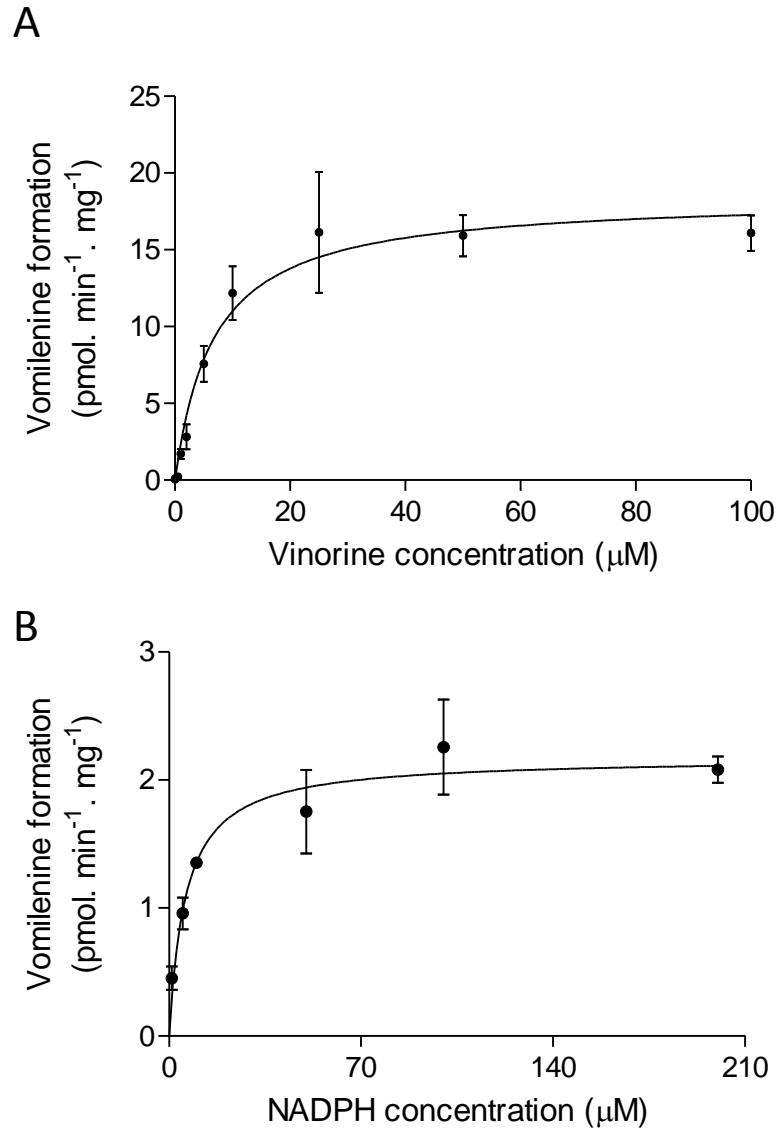 A
Vomilenine formation
(pmol. min⁻¹ . mg⁻¹)
25
20
15
10
5
0
0 20 40 60 80 100
Vinorine concentration (μM)
B
Vomilenine formation
(pmol. min⁻¹ . mg⁻¹)
3
2
1
0
0 70 140 210
NADPH concentration (μM)